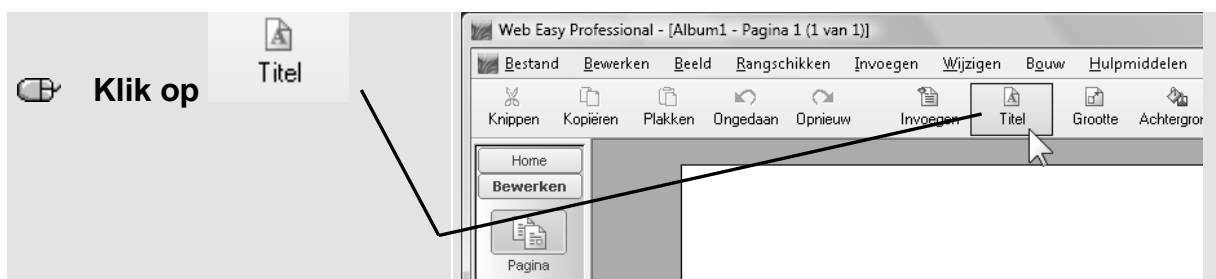 Klik op
Titel
Web Easy Professional - [Album1 - Pagina 1 (1 van 1)]
Bestand Bewerken Beeld Rangschikken Invoegen Wijzigen Bouw Hulpmiddelen
Knippen Kopiëren Plakken Ongedaan Opnieuw Invoegen Titel Grootte Achtergron
Home
Bewerken
Pagina